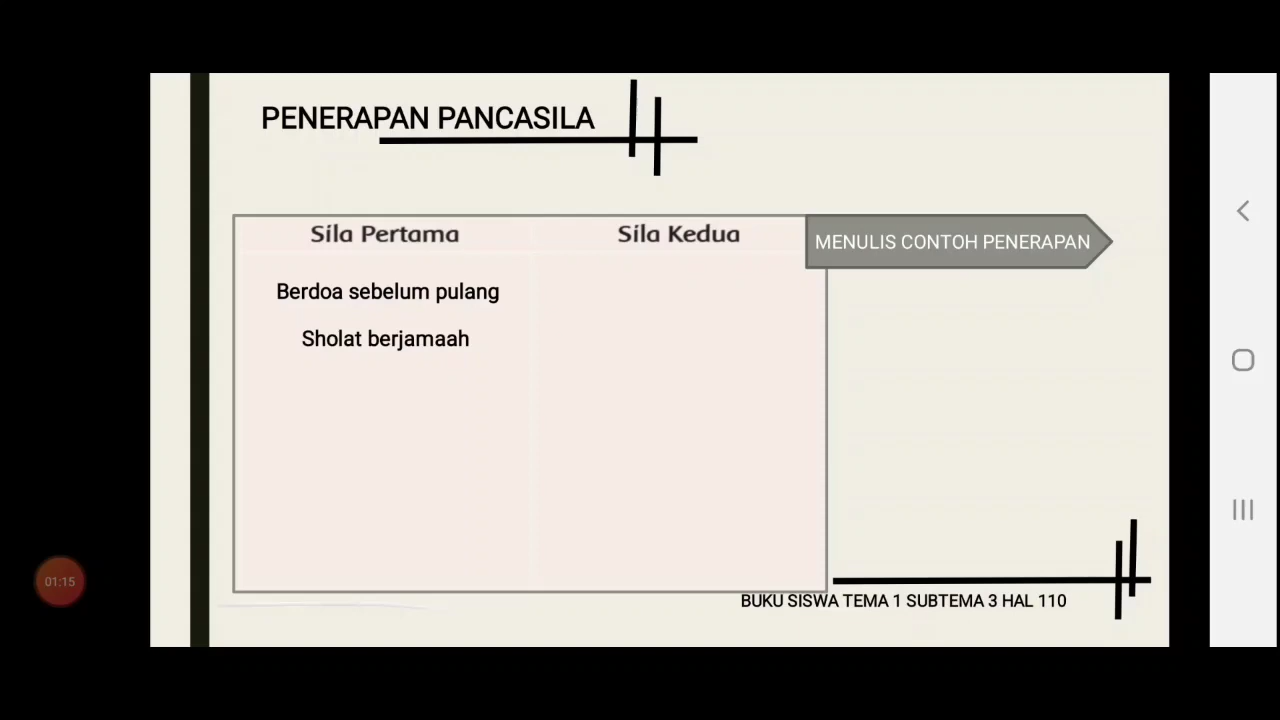 PENERAPAN PANCASILA
Sila Pertama
Sila Kedua
MENULIS CONTOH PENERAPAN
Berdoa sebelum pulang
Sholat berjamaah
01:15
BUKU SISWA TEMA 1 SUBTEMA 3 HAL 110